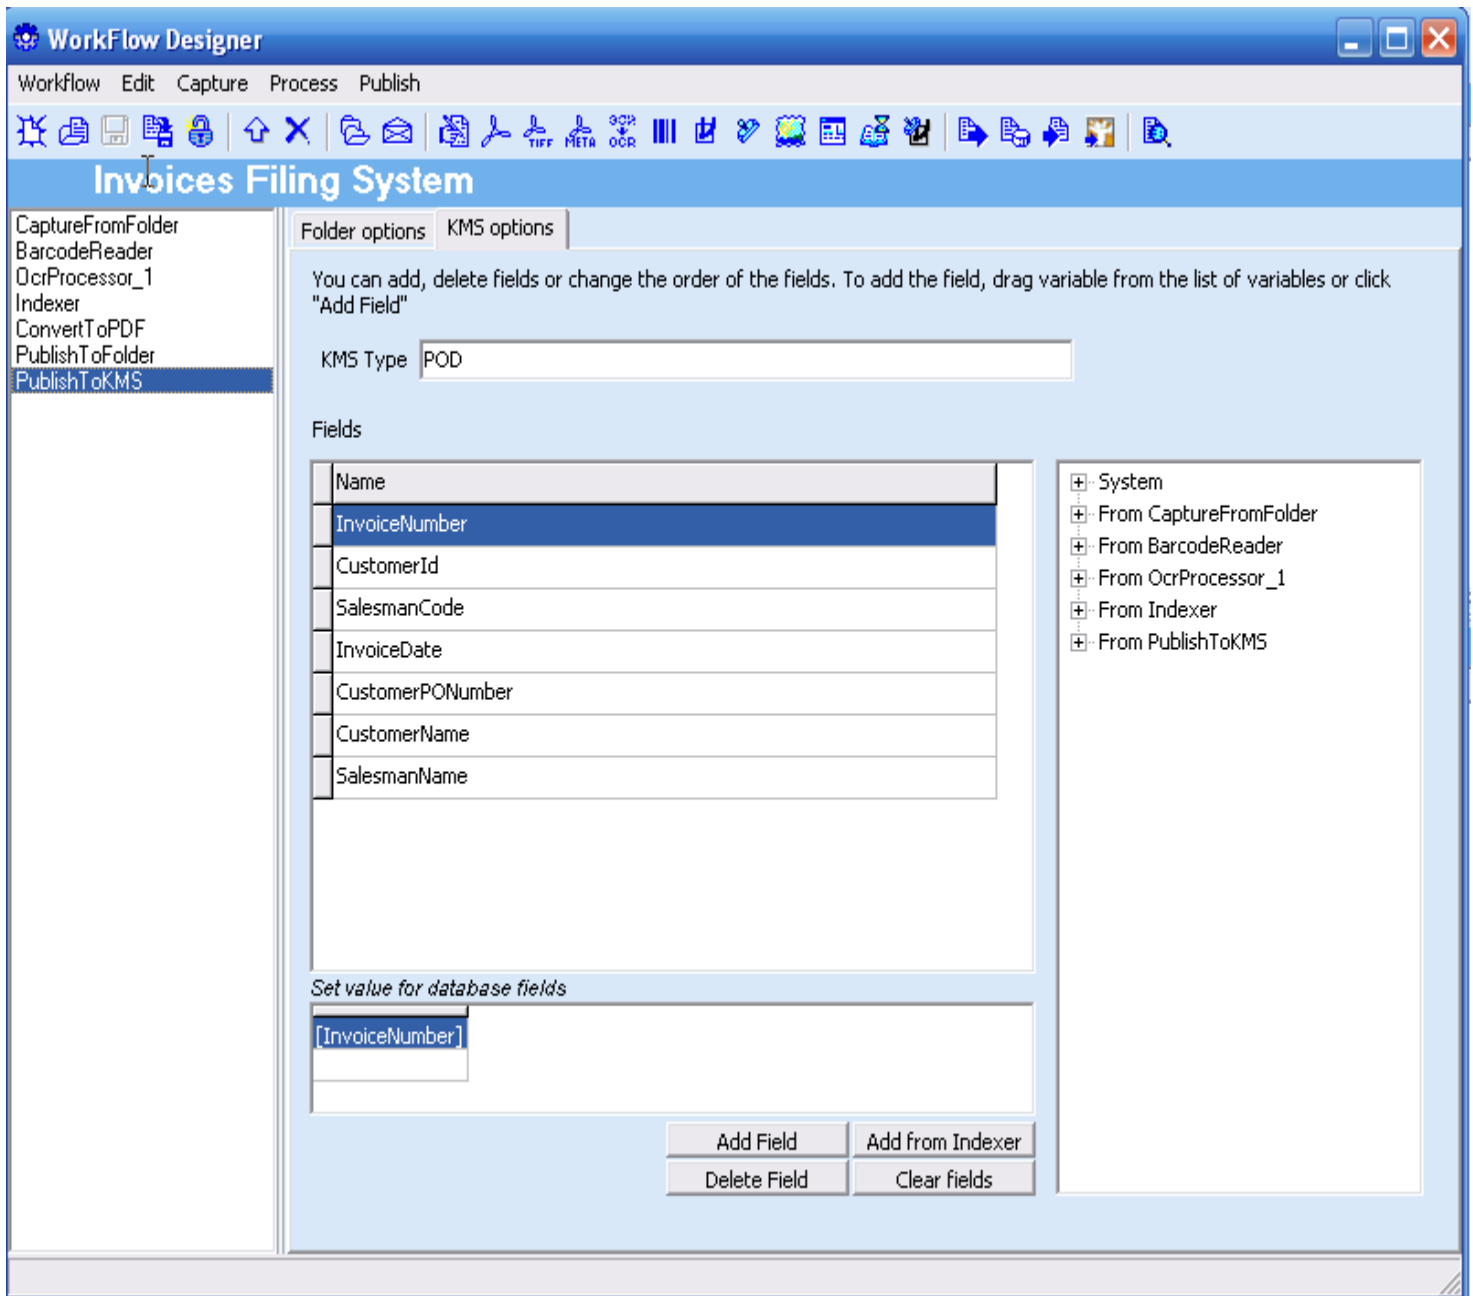 WorkFlow Designer
Workflow Edit Capture Process Publish
TIFF META OCR
Invoices Filing System
CaptureFromFolder
BarcodeReader
OcrProcessor_1
Indexer
ConvertToPDF
PublishToFolder
PublishToKMS
Folder options KMS options
You can add, delete fields or change the order of the fields. To add the field, drag variable from the list of variables or click
"Add Field"
KMS Type POD
Fields
Name
InvoiceNumber
CustomerId
SalesmanCode
InvoiceDate
CustomerPONumber
CustomerName
SalesmanName
System
From CaptureFromFolder
From BarcodeReader
From OcrProcessor_1
From Indexer
From PublishToKMS
Set value for database fields
[InvoiceNumber]
Add Field Add from Indexer
Delete Field Clear fields